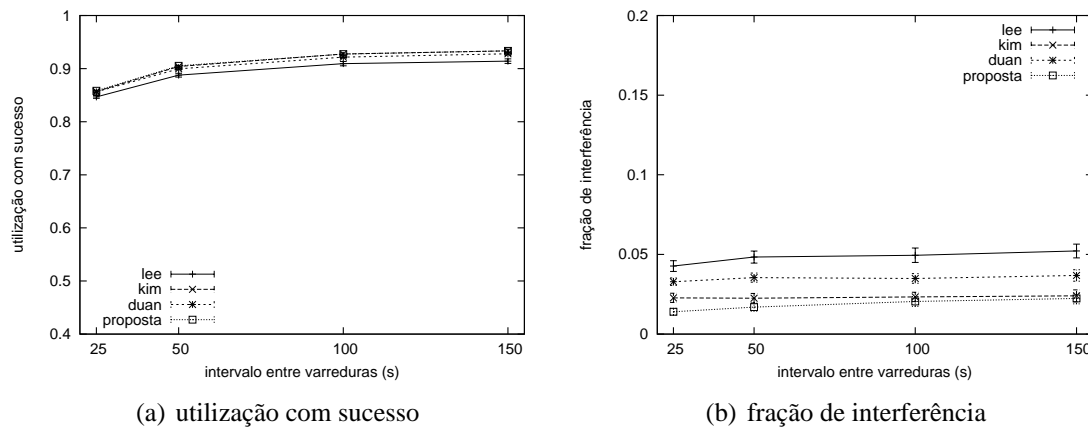 1
0.9
0.8
0.7
0.6
0.5
0.4
25
50
100
150
utilização com sucesso
intervalo entre varreduras (s)
lee
kim
duan
proposta
(a) utilização com sucesso
0.2
0.15
0.1
0.05
0
25
50
100
150
fração de interferência
intervalo entre varreduras (s)
lee
kim
duan
proposta
(b) fração de interferência